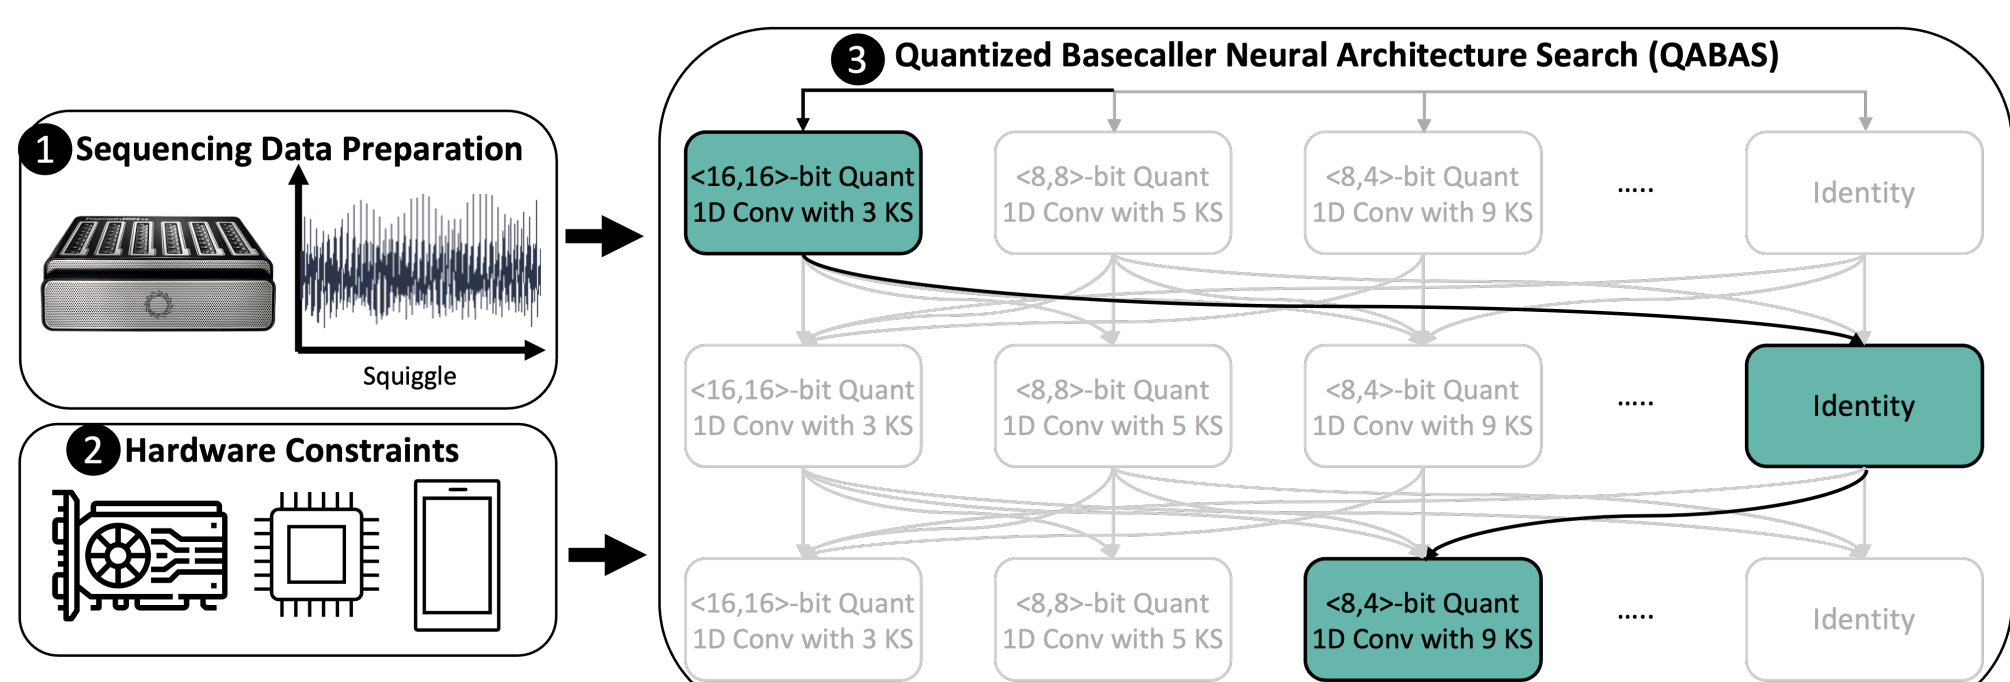 1 Sequencing Data Preparation
Squiggle
2 Hardware Constraints
3 Quantized Basecaller Neural Architecture Search (QABAS)
<16,16>-bit Quant
1D Conv with 3 KS
<8,8>-bit Quant
1D Conv with 5 KS
<8,4>-bit Quant
1D Conv with 9 KS
.....
Identity
<16,16>-bit Quant
1D Conv with 3 KS
<8,8>-bit Quant
1D Conv with 5 KS
<8,4>-bit Quant
1D Conv with 9 KS
.....
Identity
<16,16>-bit Quant
1D Conv with 3 KS
<8,8>-bit Quant
1D Conv with 5 KS
<8,4>-bit Quant
1D Conv with 9 KS
.....
Identity